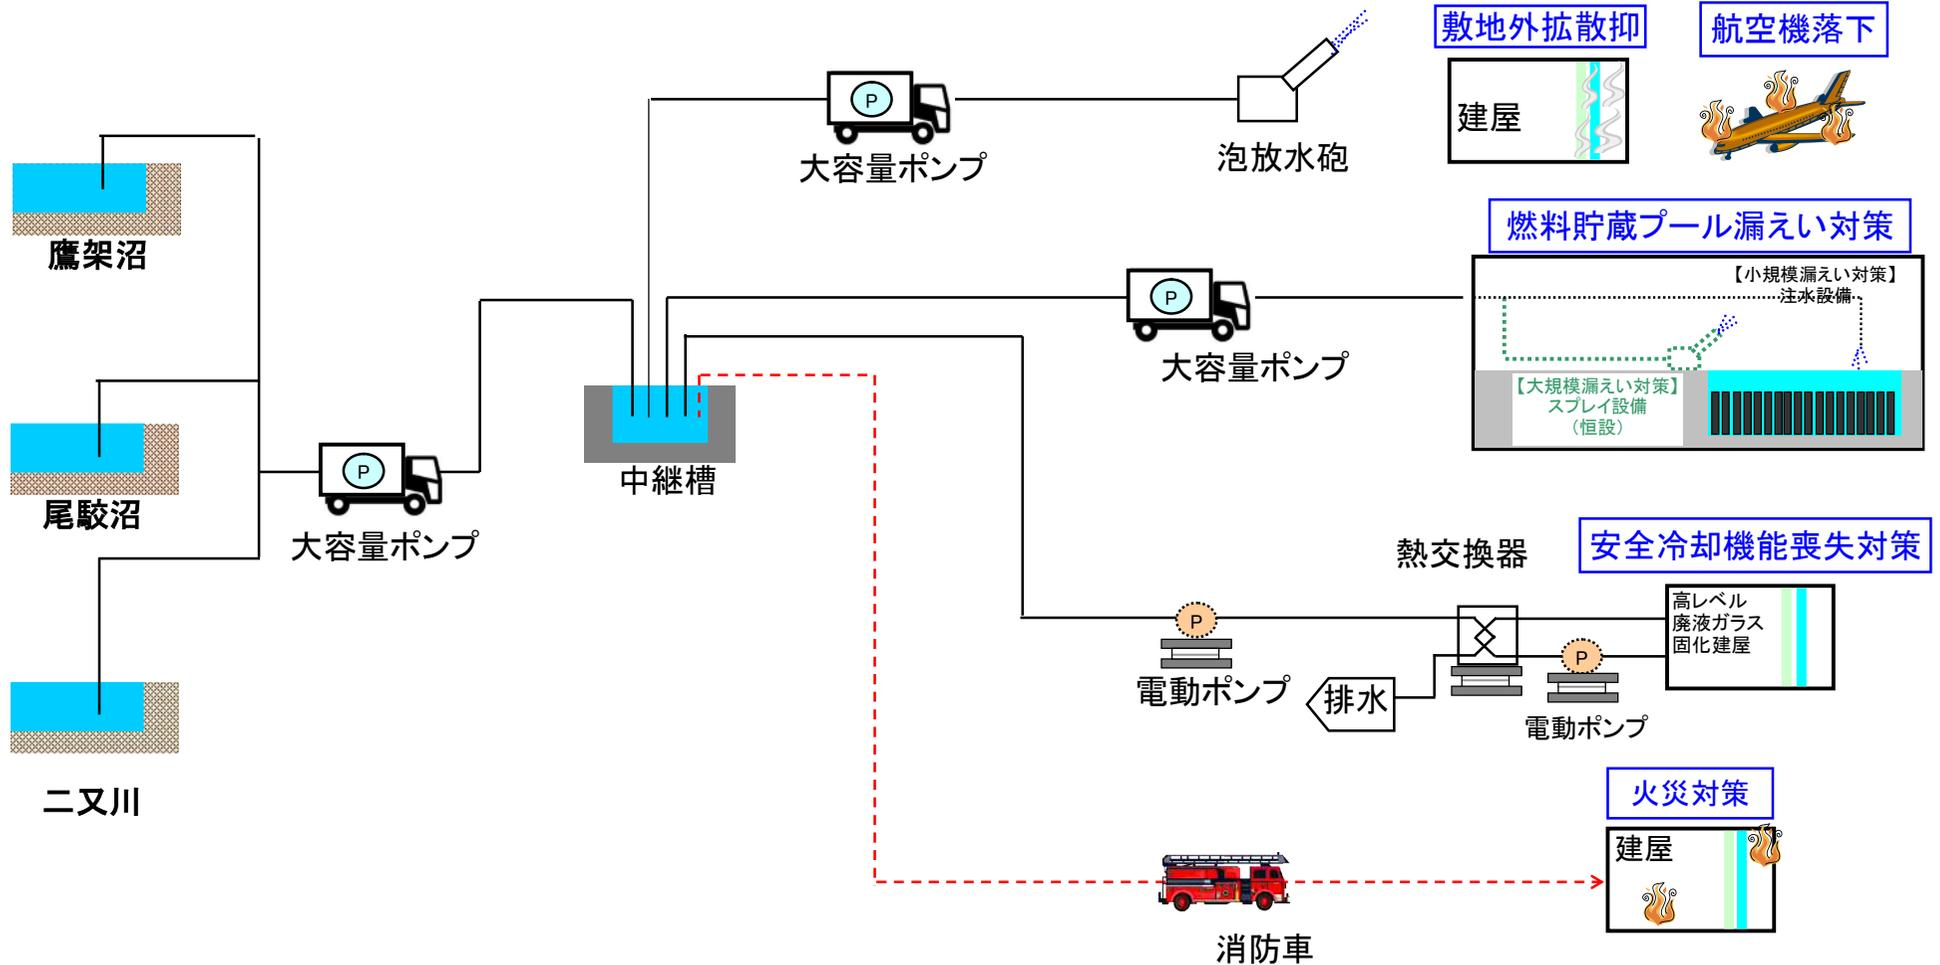 敷地外拡散抑
航空機落下
P
建屋
大容量ポンプ
泡放水砲
鷹架沼
燃料貯蔵プール漏えい対策
【小規模漏えい対策】
注水設備
P
大容量ポンプ
【大規模漏えい対策】
スプレイ設備
（恒設）
P
中継槽
尾駮沼
大容量ポンプ
熱交換器
安全冷却機能喪失対策
高レベル
廃液ガラス
固化建屋
P
P
電動ポンプ
排水
電動ポンプ
二又川
火災対策
建屋
消防車